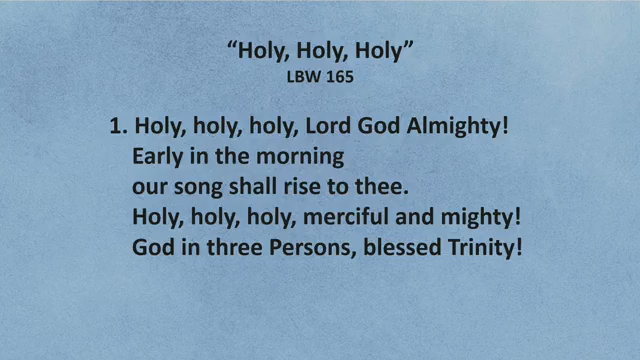 “Holy, Holy, Holy”
LBW 165
1. Holy, holy, holy, Lord God Almighty!
Early in the morning
our song shall rise to thee.
Holy, holy, holy, merciful and mighty!
God in three Persons, blessed Trinity!